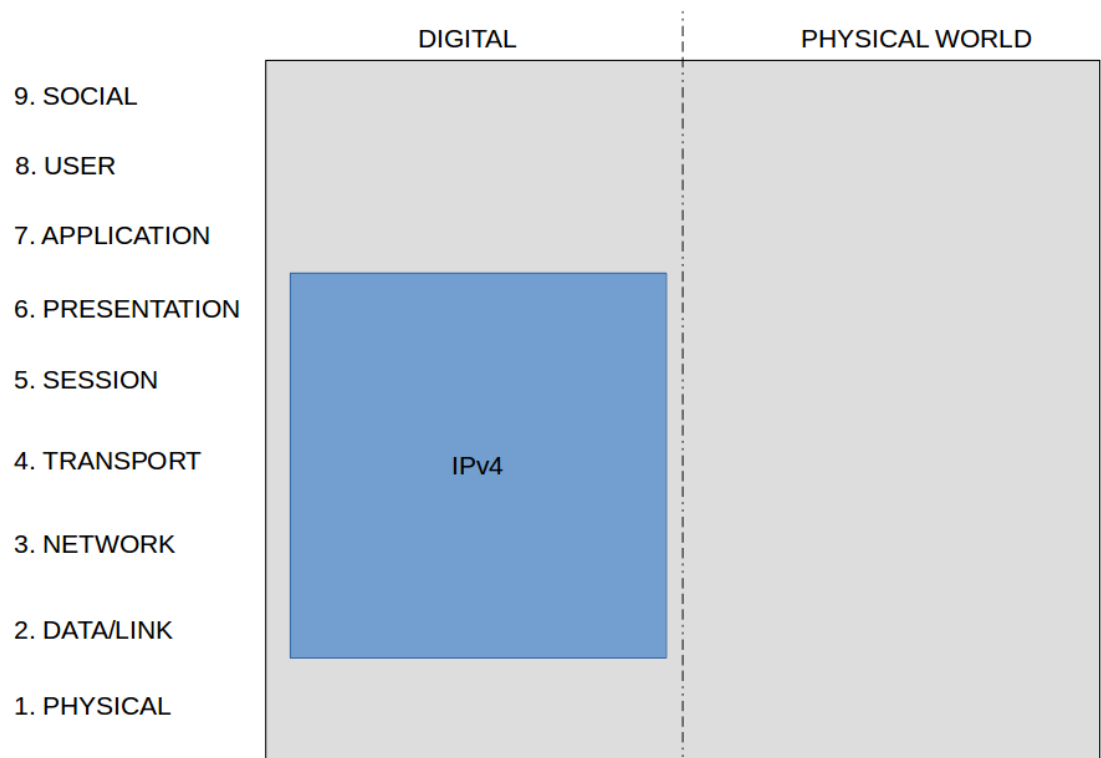 DIGITAL
PHYSICAL WORLD
9. SOCIAL
8. USER
7. APPLICATION
6. PRESENTATION
5. SESSION
4. TRANSPORT
IPv4
3. NETWORK
2. DATA/LINK
1. PHYSICAL